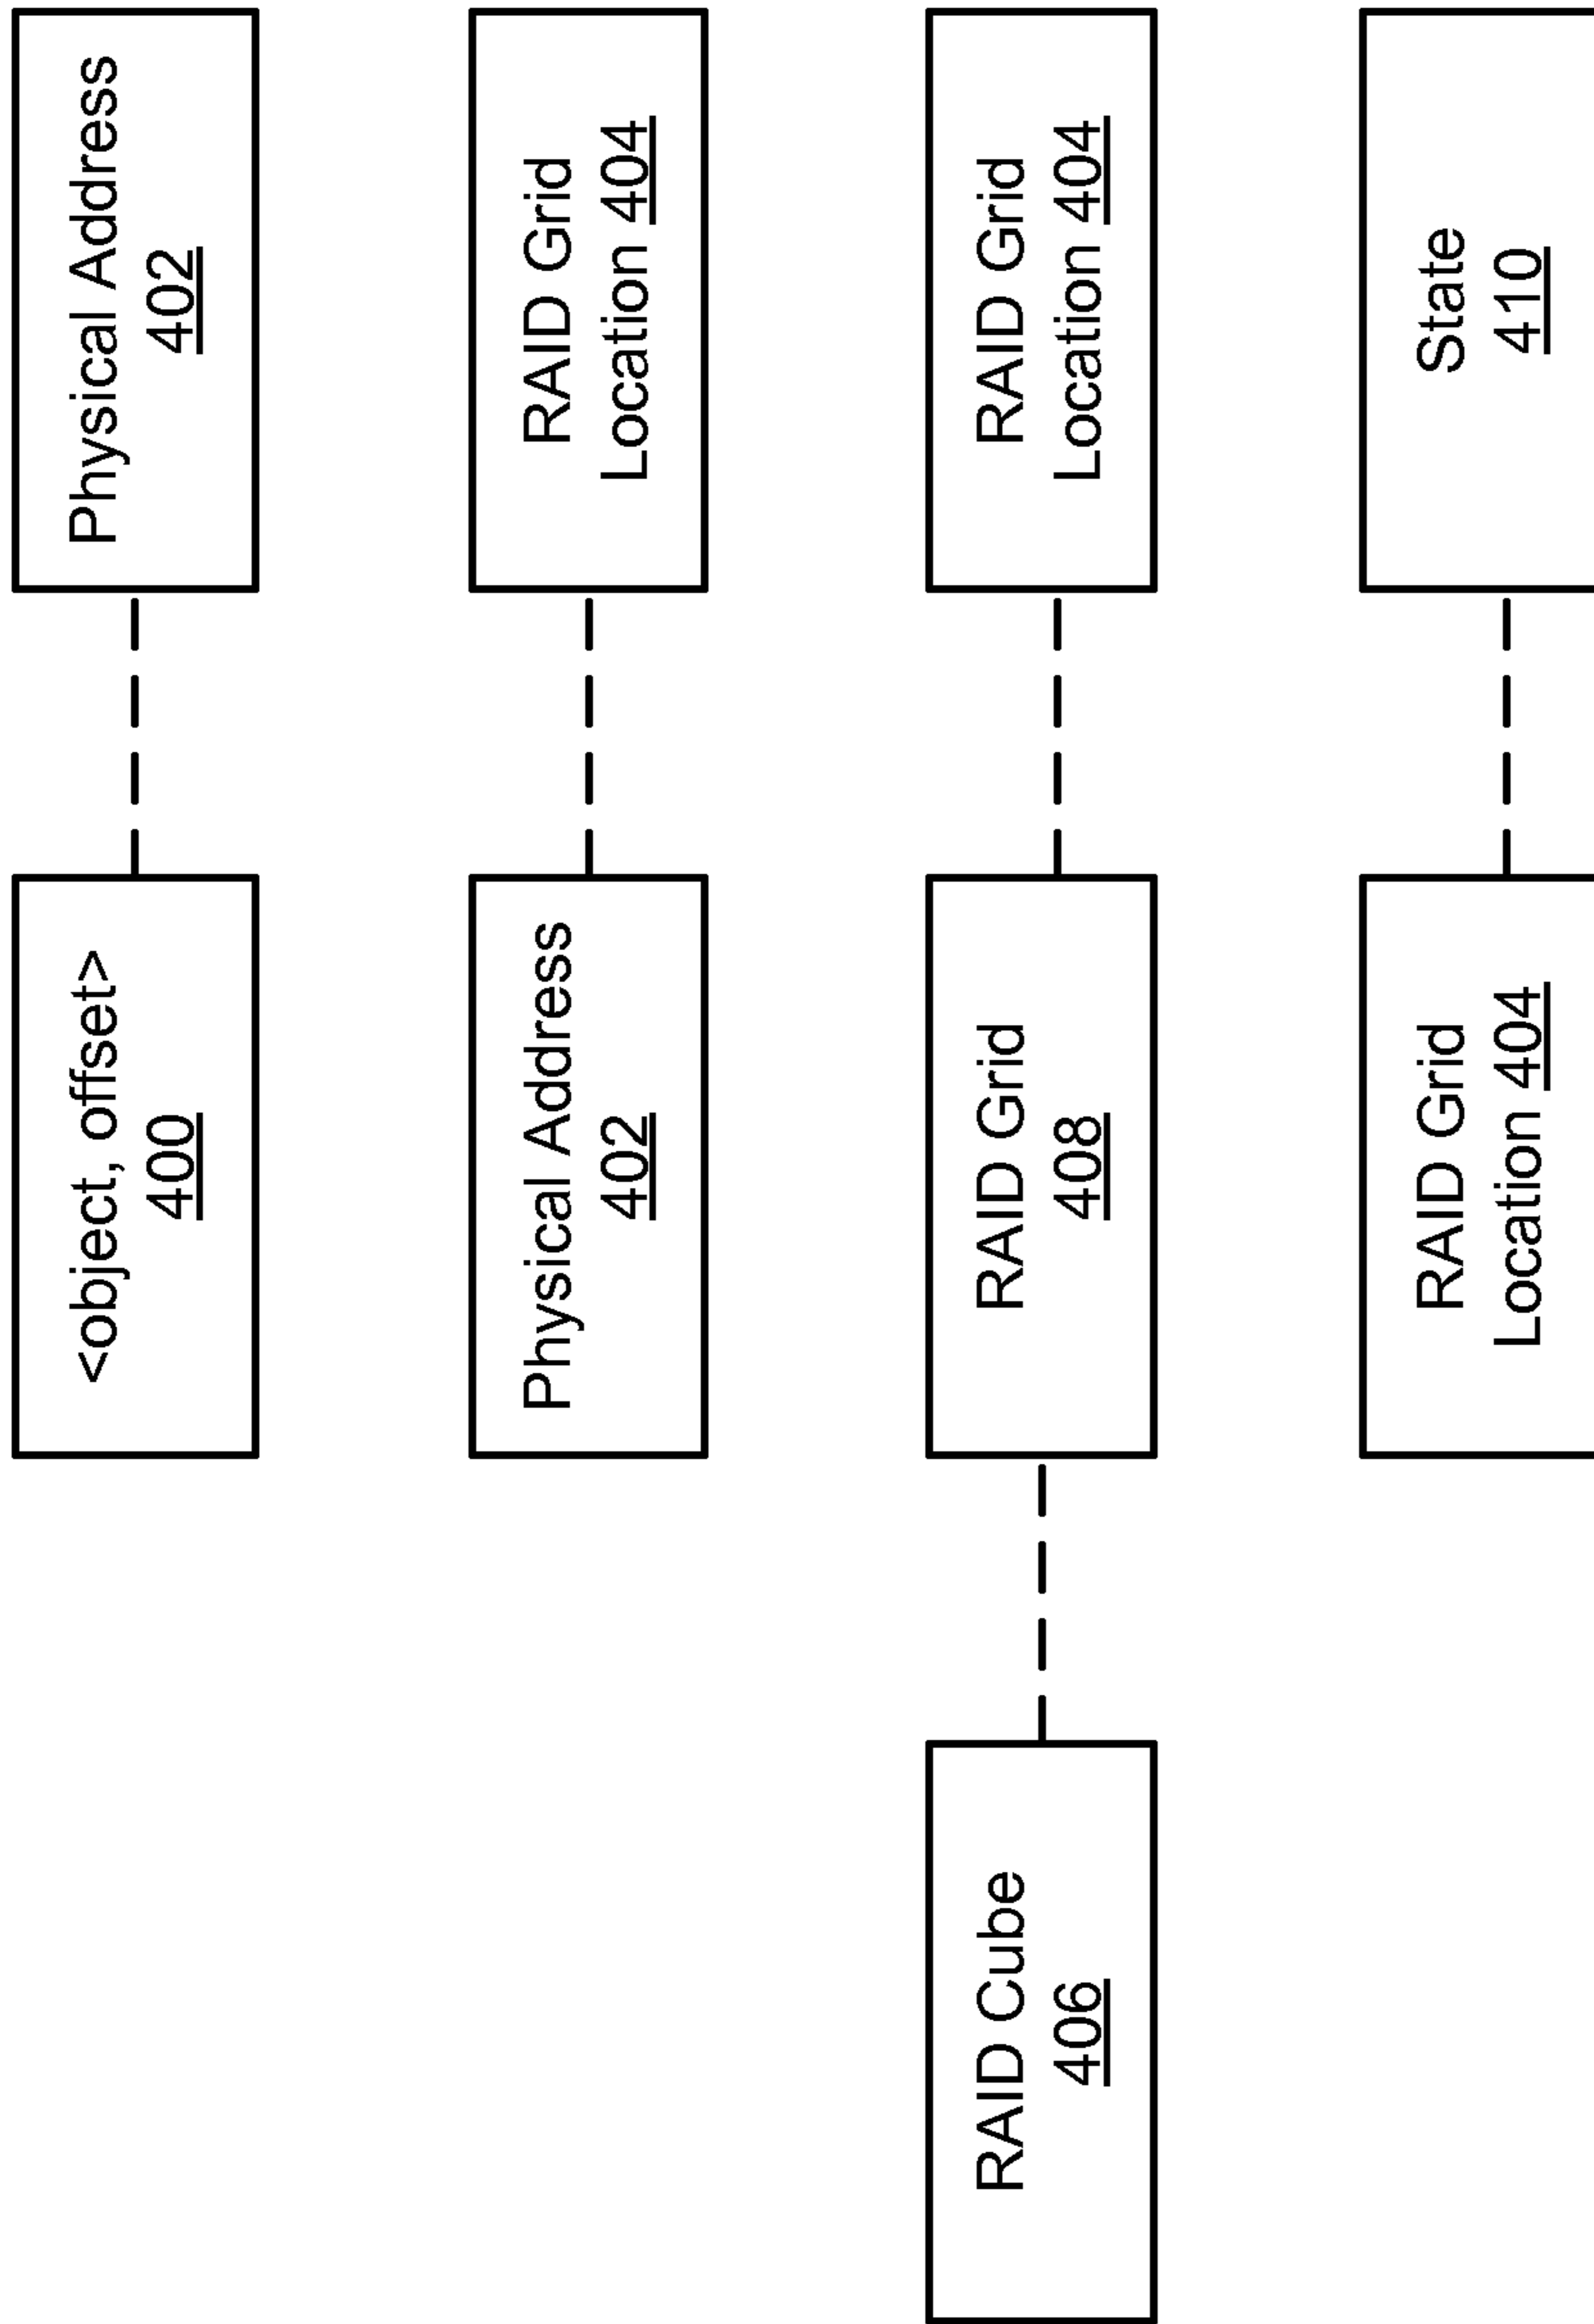 <object, offset>
400
Physical Address
402
Physical Address
402
RAID Grid
Location 404
RAID Cube
406
RAID Grid
408
RAID Grid
Location 404
RAID Grid
Location 404
State
410